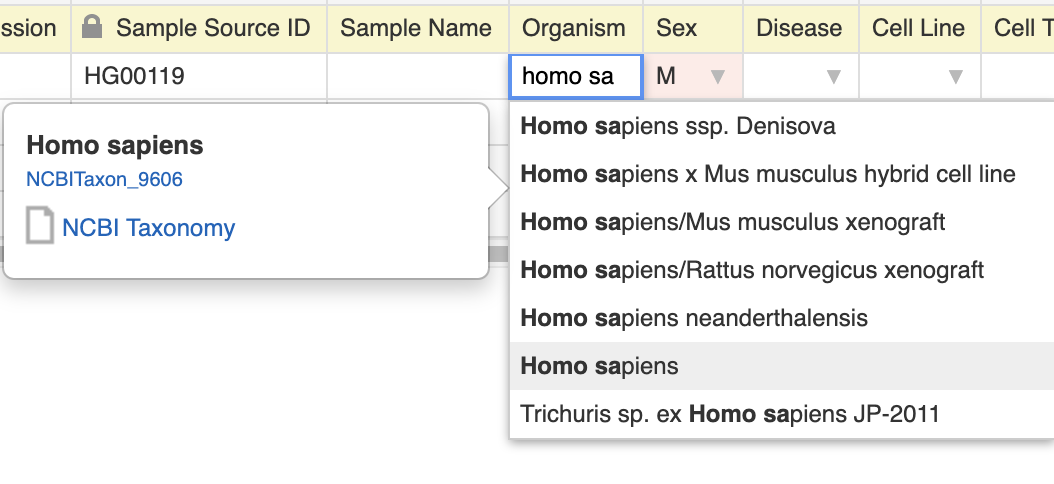 ssion Sample Source ID Sample Name Organism Sex Disease Cell Line Cell T
HG00119 homo sa M
Homo sapiens
NCBITaxon_9606
NCBI Taxonomy
Homo sapiens ssp. Denisova
Homo sapiens x Mus musculus hybrid cell line
Homo sapiens/Mus musculus xenograft
Homo sapiens/Rattus norvegicus xenograft
Homo sapiens neanderthalensis
Homo sapiens
Trichuris sp. ex Homo sapiens JP-2011